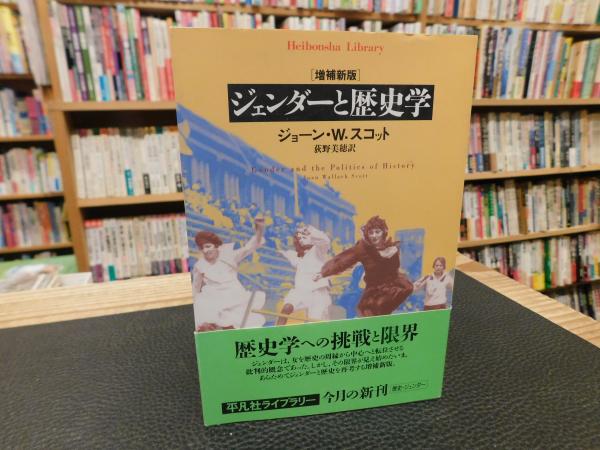 Heibonsha Library
[増補新版]
ジェンダーと歴史学
ジョーン・W.スコット
荻野美穂訳
Gender and the Politics of History
Joan Wallach Scott
歴史学への挑戦と限界
ジェンダーは、女を歴史の周縁から中心へと転位させる
批判的概念であった。しかし、その限界が見え始めたいま、
あらためてジェンダーと歴史を再考する増補新版。
平凡社ライブラリー 今月の新刊 歴史・ジェンダー